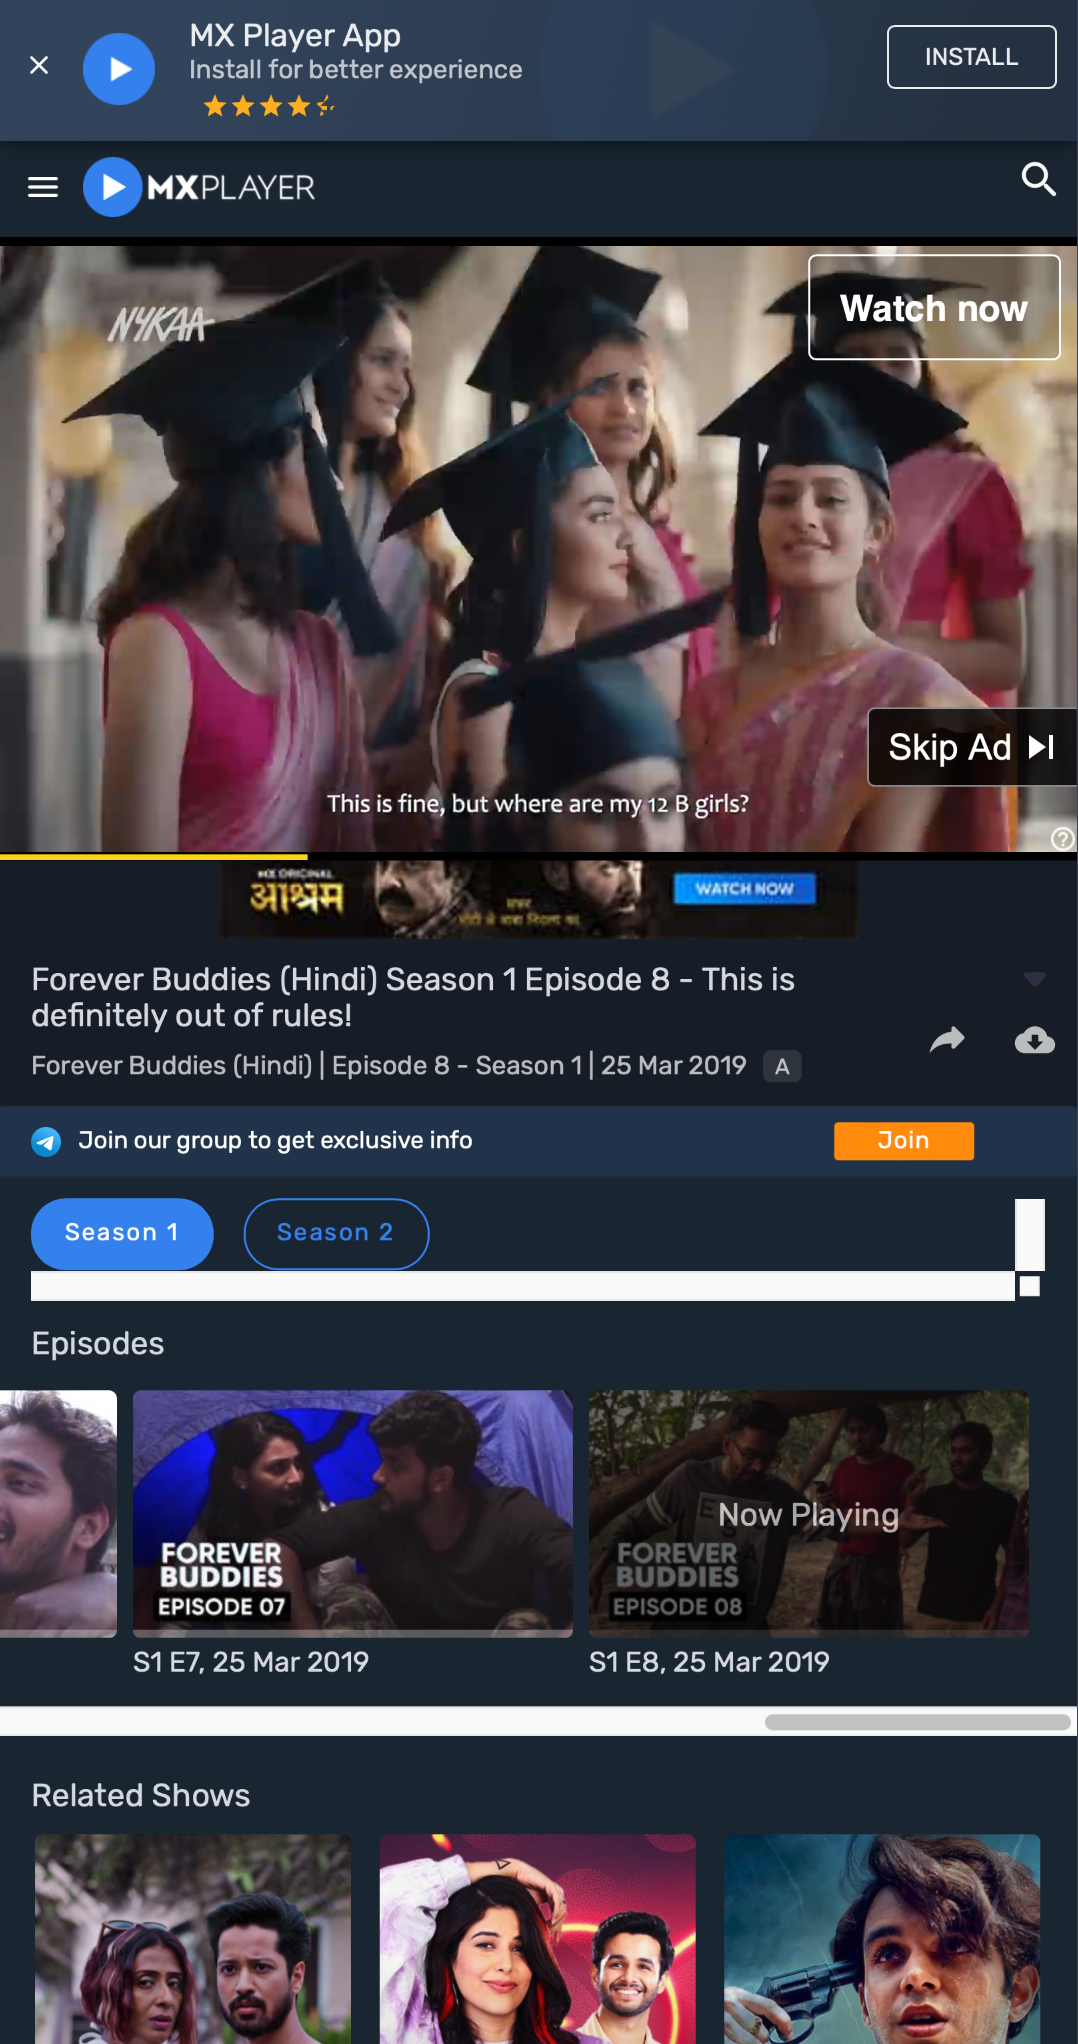 MX Player App
Install for better experience
INSTALL
MXPLAYER
NYKAA
Watch now
Skip Ad
This is fine, but where are my 12 B girls?
MX ORIGINAL
आश्रम
WATCH NOW
Forever Buddies (Hindi) Season 1 Episode 8 - This is
definitely out of rules!
Forever Buddies (Hindi) | Episode 8 - Season 1 | 25 Mar 2019 A
Join our group to get exclusive info
Join
Season 1
Season 2
Episodes
FOREVER
BUDDIES
EPISODE 07
Now Playing
FOREVER
BUDDIES
EPISODE 08
S1 E7, 25 Mar 2019
S1 E8, 25 Mar 2019
Related Shows